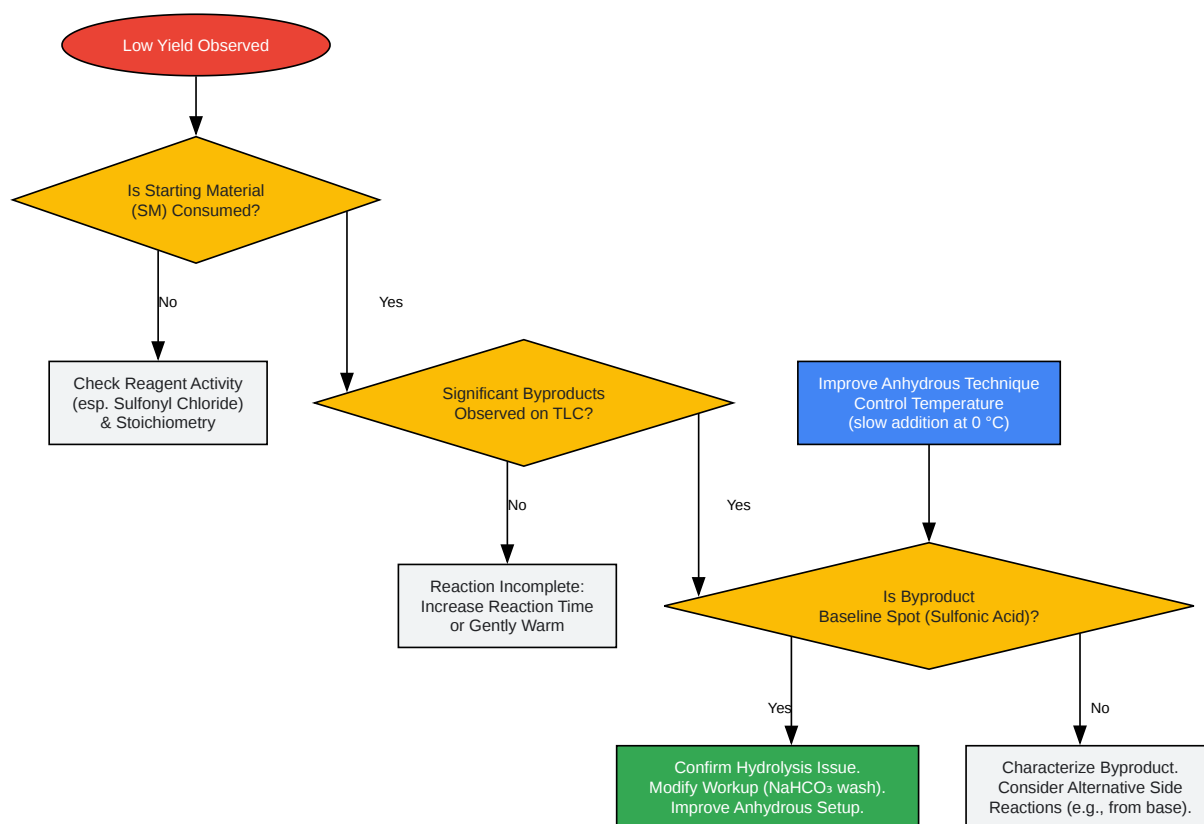 Low Yield Observed
Is Starting Material
(SM) Consumed?
No
Yes
Check Reagent Activity
(esp. Sulfonyl Chloride)
& Stoichiometry
Significant Byproducts
Observed on TLC?
Improve Anhydrous Technique
Control Temperature
(slow addition at 0 °C)
No
Yes
Reaction Incomplete:
Increase Reaction Time
or Gently Warm
Is Byproduct
Baseline Spot (Sulfonic Acid)?
Yes
No
Confirm Hydrolysis Issue.
Modify Workup (NaHCO₃ wash).
Improve Anhydrous Setup.
Characterize Byproduct.
Consider Alternative Side
Reactions (e.g., from base).